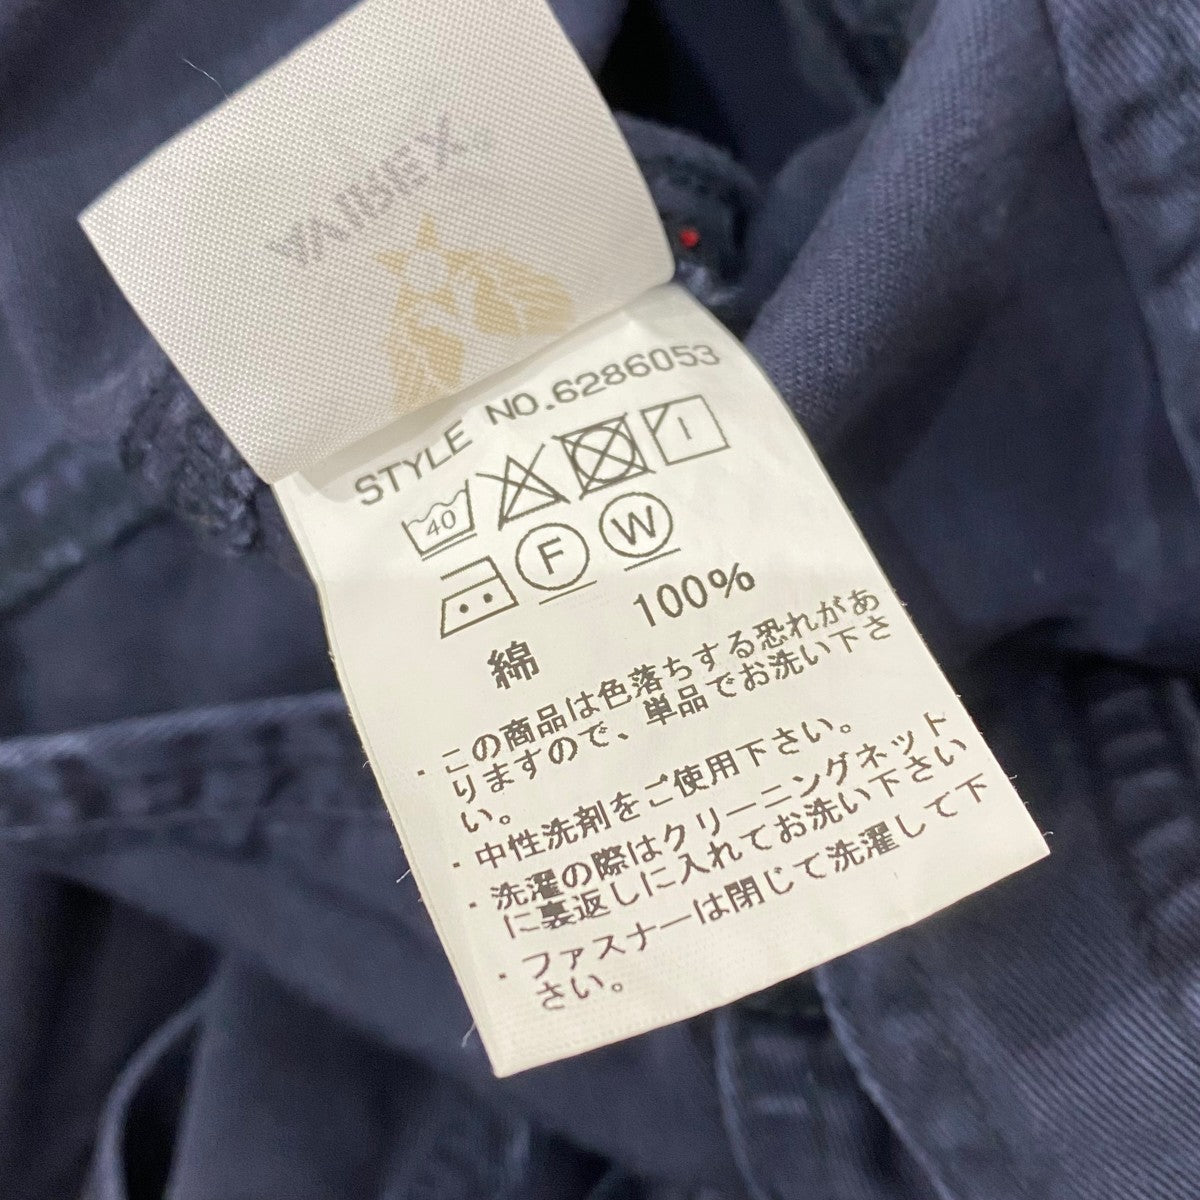 AVIREX
STYLE NO.6286053
40
F W
綿 100%
・この商品は色落ちする恐れがあ
りますので、単品でお洗い下さ
い。
・中性洗剤をご使用下さい。
・洗濯の際はクリーニングネット
に裏返しに入れてお洗い下さい
・ファスナーは閉じて洗濯して下
さい。